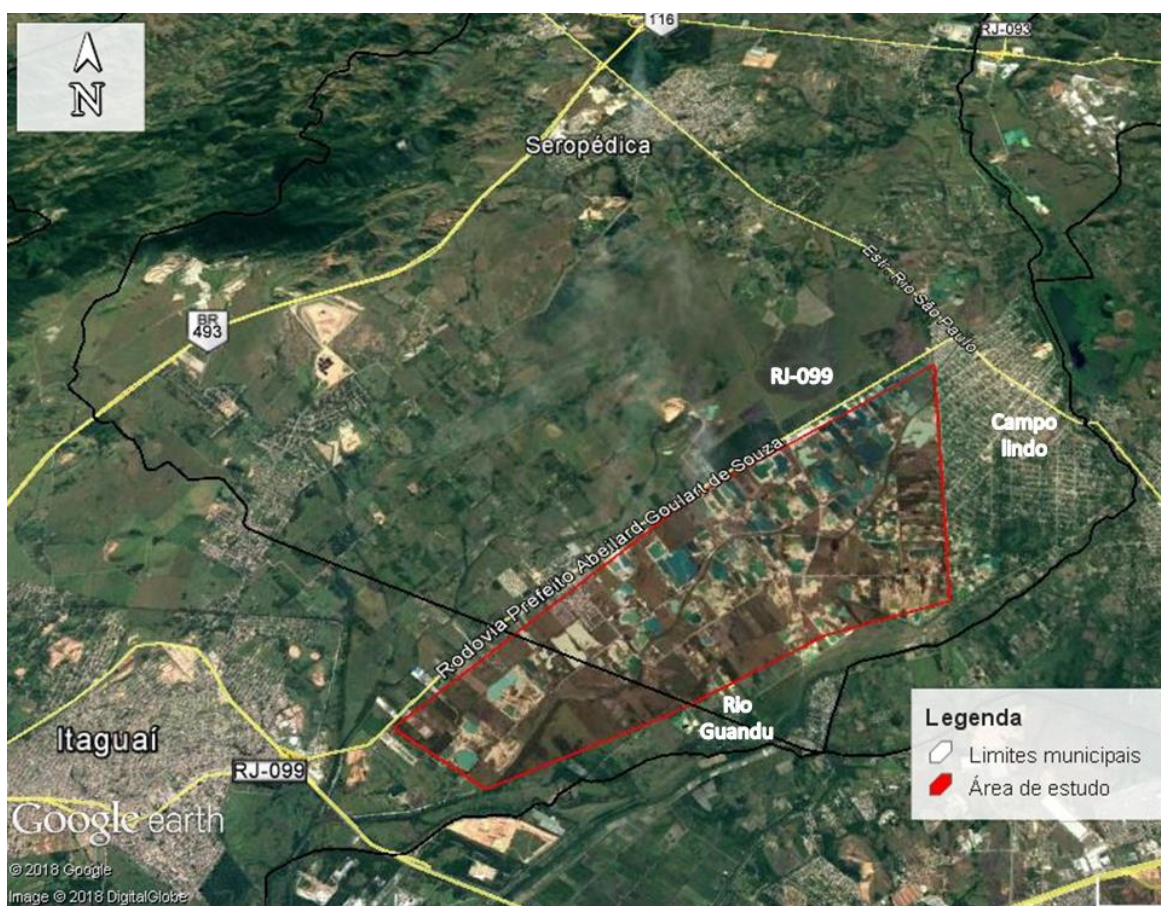 116
RJ-093
N
Seropédica
Estr. Rio São Paulo
BR
493
RJ-099
Campo
lindo
Rodovia Prefeito Abeilard Goulart de Souza
Rio
Guandu
Itaguaí
RJ-099
Legenda
Limites municipais
Área de estudo
Google earth
© 2018 Google
Image © 2018 DigitalGlobe